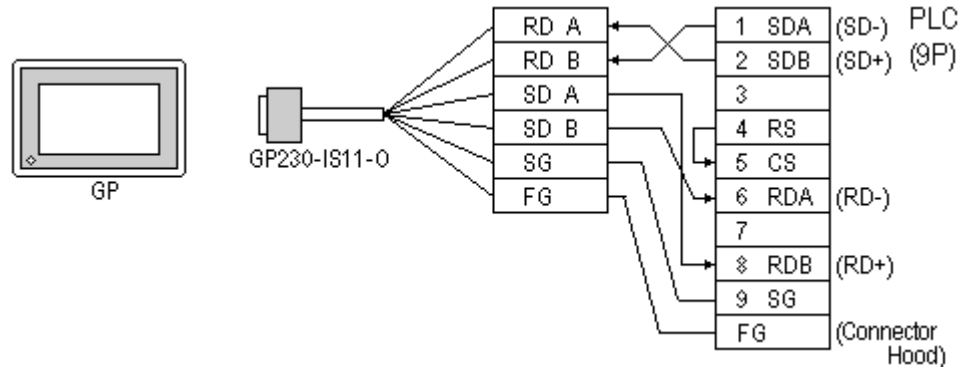 GP
GP230-IS11-O
RD A
RD B
SD A
SD B
SG
FG
1 SDA (SD-)
2 SDB (SD+)
3
4 RS
5 CS
6 RDA (RD-)
7
8 RDB (RD+)
9 SG
FG (Connector
Hood)
PLC
(9P)